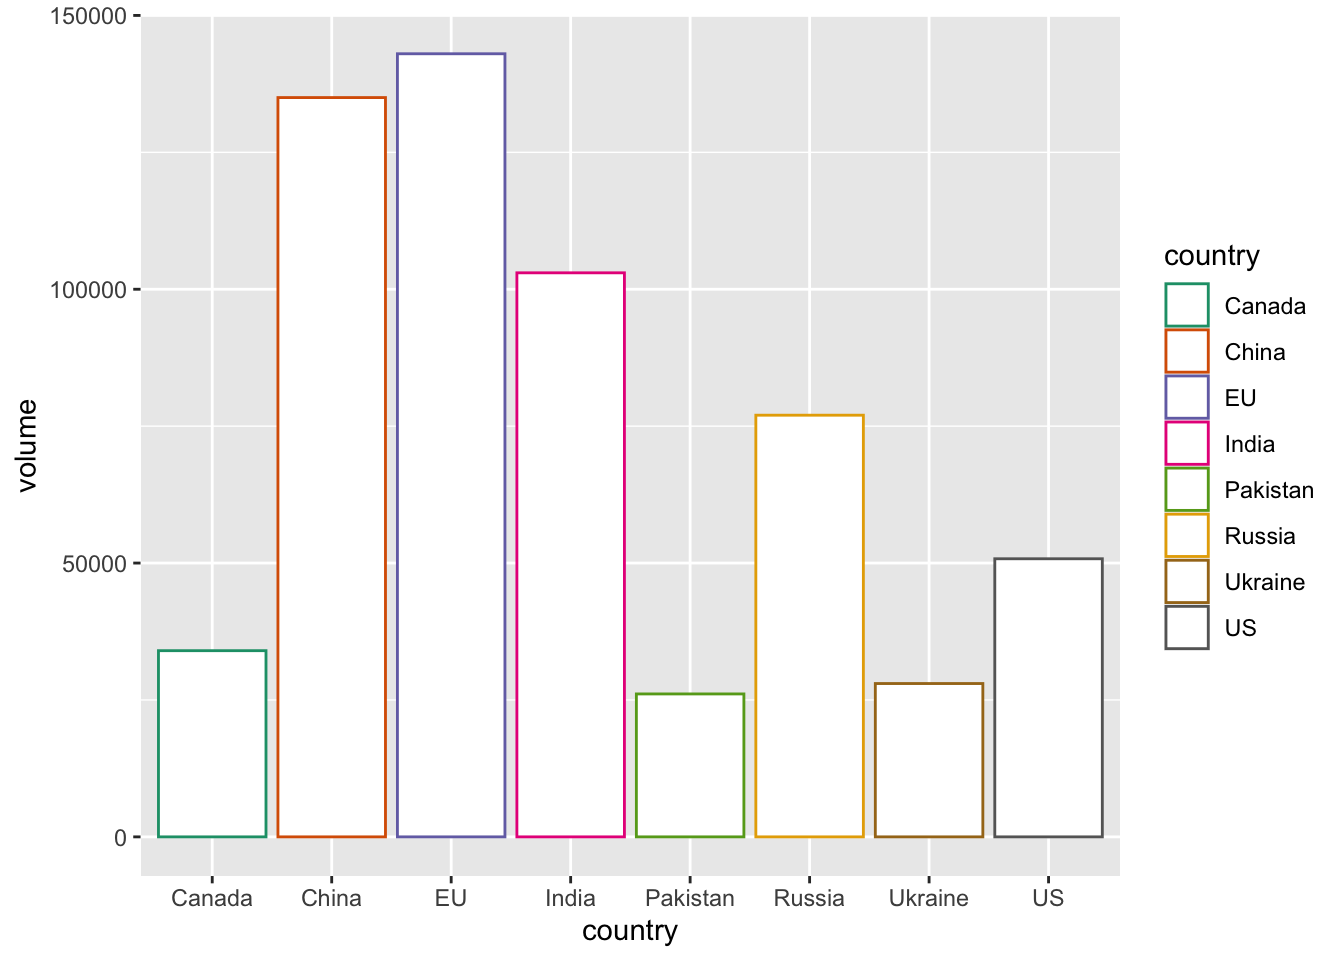 150000
100000
50000
0
volume
Canada China EU India Pakistan Russia Ukraine US
country
country
Canada
China
EU
India
Pakistan
Russia
Ukraine
US